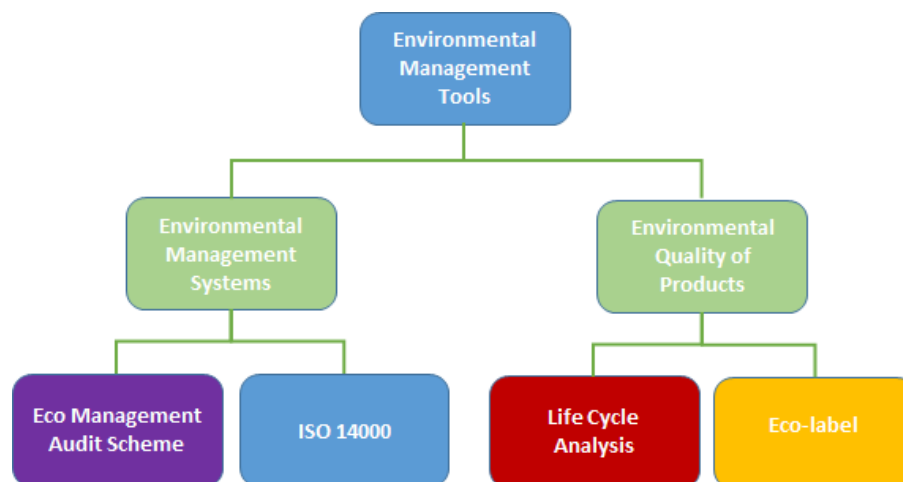 Environmental
Management
Tools
Environmental
Management
Systems
Environmental
Quality of
Products
Eco Management
Audit Scheme
ISO 14000
Life Cycle
Analysis
Eco-label